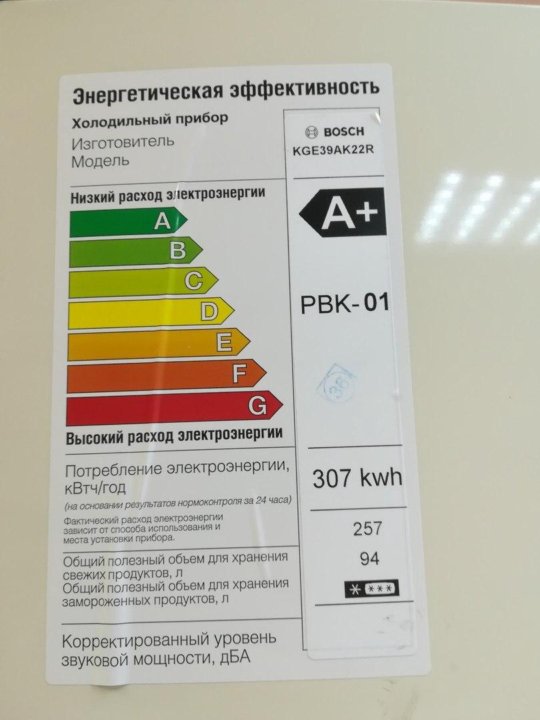 Энергетическая эффективность
Холодильный прибор
Изготовитель
Модель
BOSCH
KGE39AK22R
Низкий расход электроэнергии
A
B
C
D
E
F
G
Высокий расход электроэнергии
A+
РВК-01
36
Потребление электроэнергии,
кВтч/год
(на основании результатов нормоконтроля за 24 часа)
Фактический расход электроэнергии
зависит от способа использования и
места установки прибора.
307 kwh
Общий полезный объем для хранения
свежих продуктов, л
257
Общий полезный объем для хранения
замороженных продуктов, л
94
* ***
Корректированный уровень
звуковой мощности, дБА